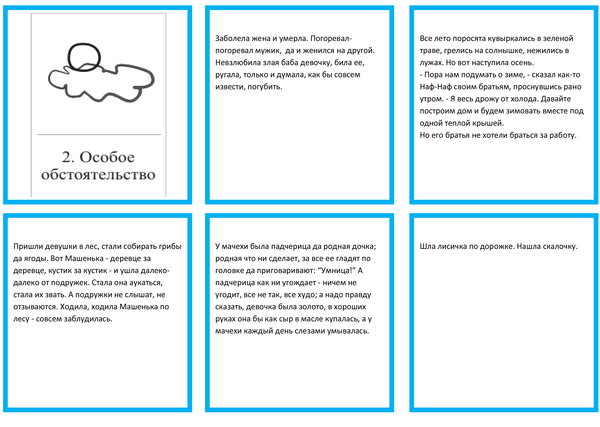 2. Особое
обстоятельство
Заболела жена и умерла. Погоревал-
погоревал мужик,  да и женился на другой.
Невзлюбила злая баба девочку, била ее,
ругала, только и думала, как бы совсем
извести, погубить.
Все лето поросята кувыркались в зеленой
траве, грелись на солнышке, нежились в
лужах. Но вот наступила осень.
- Пора нам подумать о зиме, - сказал как-то
Наф-Наф своим братьям, проснувшись рано
утром. - Я весь дрожу от холода. Давайте
построим дом и будем зимовать вместе под
одной теплой крышей.
Но его братья не хотели браться за работу.
Пришли девушки в лес, стали собирать грибы
да ягоды. Вот Машенька - деревце за
деревце, кустик за кустик - и ушла далеко-
далеко от подружек. Стала она аукаться,
стала их звать. А подружки не слышат, не
отзываются. Ходила, ходила Машенька по
лесу - совсем заблудилась.
У мачехи была падчерица да родная дочка;
родная что ни сделает, за все ее гладят по
головке да приговаривают: “Умница!” А
падчерица как ни угождает - ничем не
угодит, все не так, все худо; а надо правду
сказать, девочка была золото, в хороших
руках она бы как сыр в масле купалась, а у
мачехи каждый день слезами умывалась.
Шла лисичка по дорожке. Нашла скалочку.